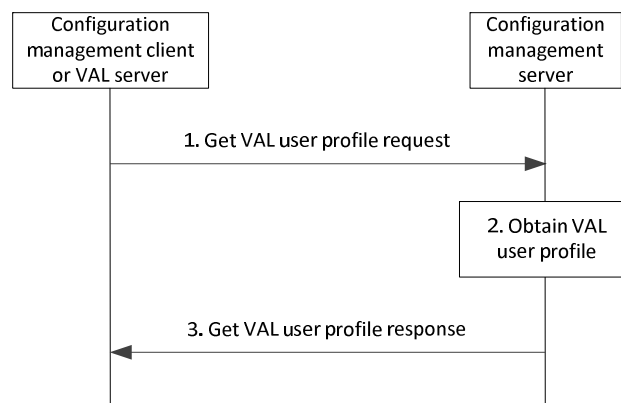 Configuration
management client
or VAL server
Configuration
management
server
1. Get VAL user profile request
2. Obtain VAL
user profile
3. Get VAL user profile response